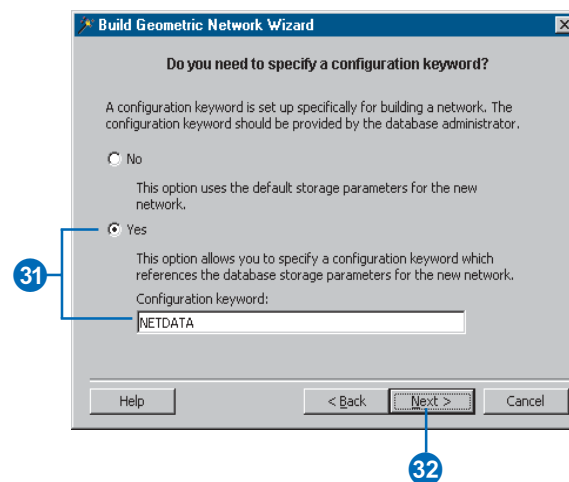 Build Geometric Network Wizard
Do you need to specify a configuration keyword?
A configuration keyword is set up specifically for building a network. The
configuration keyword should be provided by the database administrator.
No
This option uses the default storage parameters for the new
network.
Yes
This option allows you to specify a configuration keyword which
references the database storage parameters for the new network.
31
Configuration keyword:
NETDATA
Help
< Back
Next >
Cancel
32